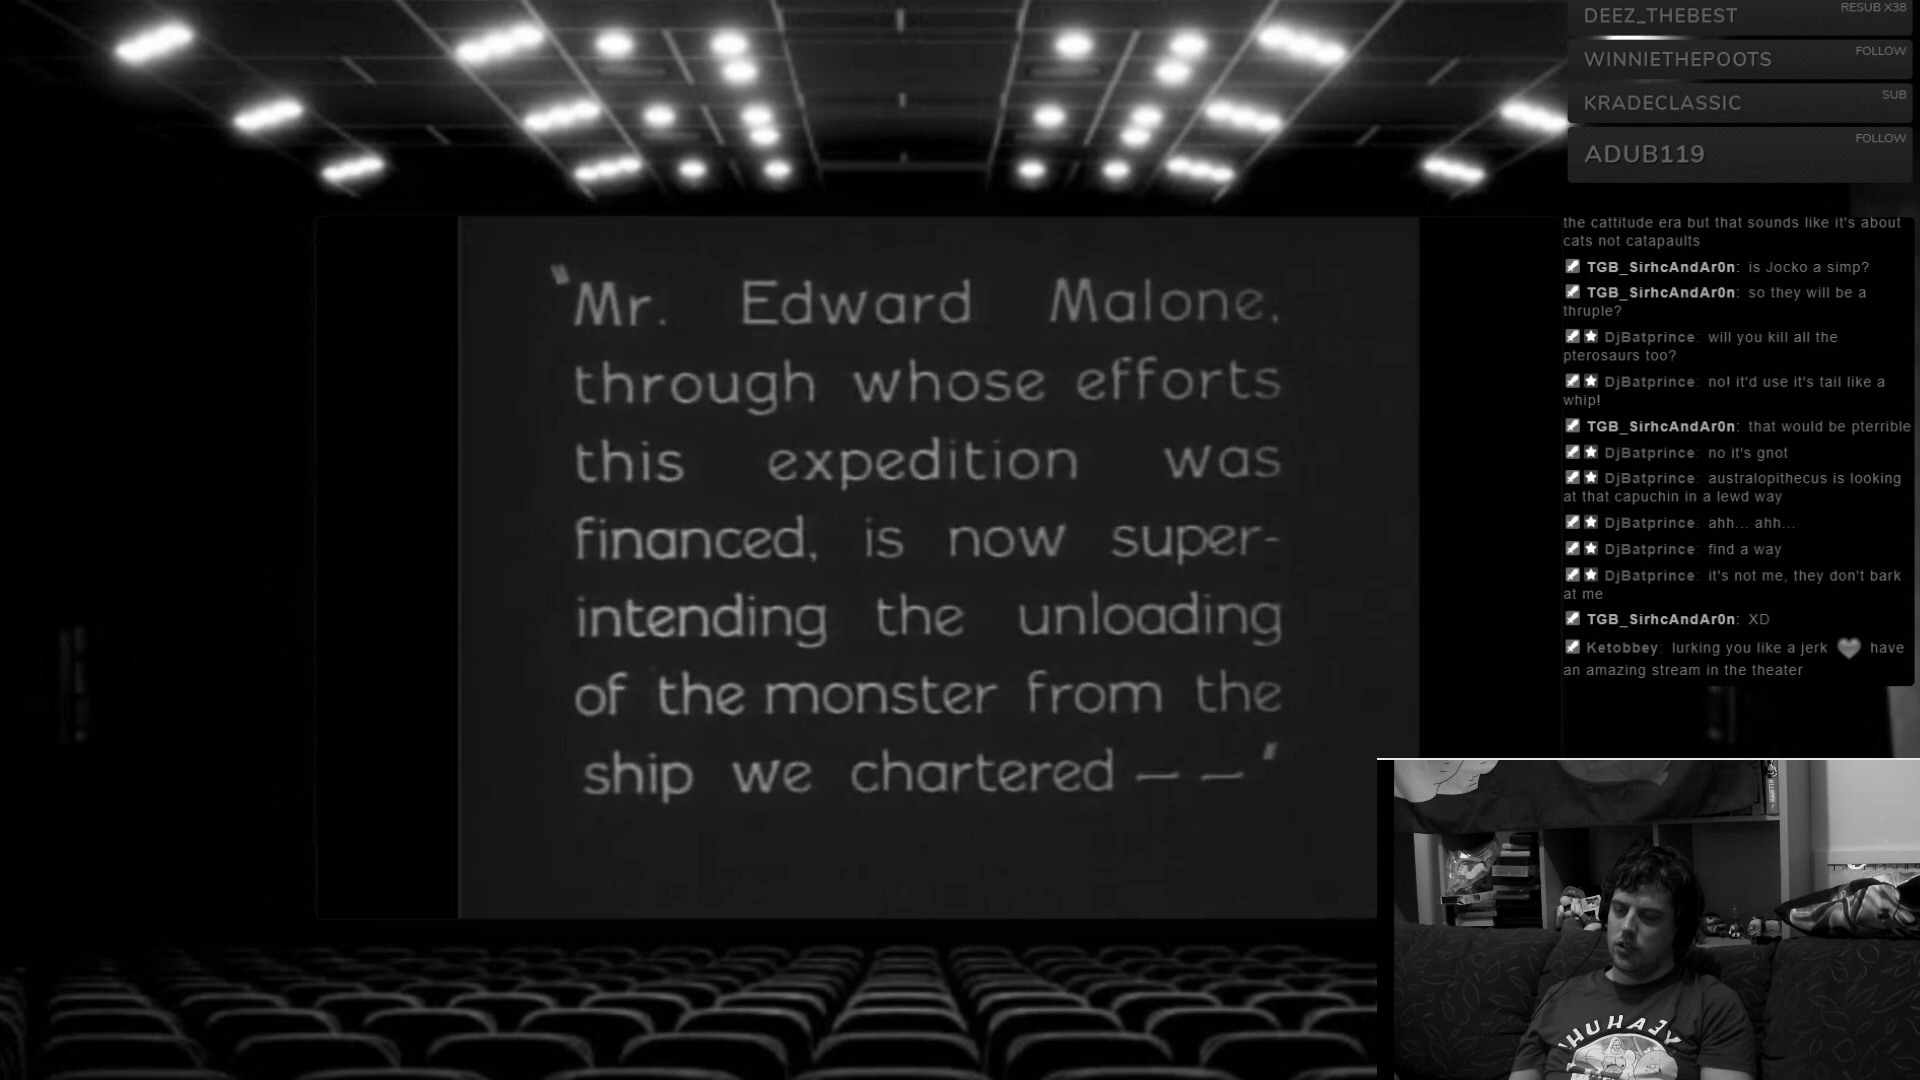 DEEZ_THEBEST
RESUB X38
WINNIETHEPOOTS
FOLLOW
KRADECLASSIC
SUB
ADUB119
FOLLOW
"Mr. Edward Malone,
through whose efforts
this expedition was
financed, is now super-
intending the unloading
of the monster from the
ship we chartered — — "
the cattitude era but that sounds like it's about
cats not catapaults
TGB_SirhcAndAr0n: is Jocko a simp?
TGB_SirhcAndAr0n: so they will be a
thruple?
DjBatprince: will you kill all the
pterosaurs too?
DjBatprince: no! it'd use it's tail like a
whip!
TGB_SirhcAndAr0n: that would be pterrible
DjBatprince: no it's gnot
DjBatprince: australopithecus is looking
at that capuchin in a lewd way
DjBatprince: ahh... ahh...
DjBatprince: find a way
DjBatprince: it's not me, they don't bark
at me
TGB_SirhcAndAr0n: XD
Ketobbey: lurking you like a jerk have
an amazing stream in the theater